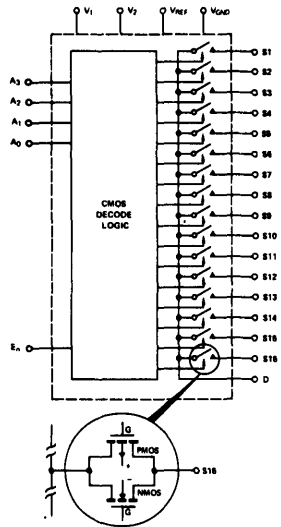 V1 V2 VREF VGND
S1
S2
A3
S3
A2
S4
A1
S5
A0
S6
S7
S8
CMOS
DECODE
LOGIC
S9
S10
S11
S12
S13
S14
S15
En
S16
D
G
PMOS
+
-
S16
NMOS
G